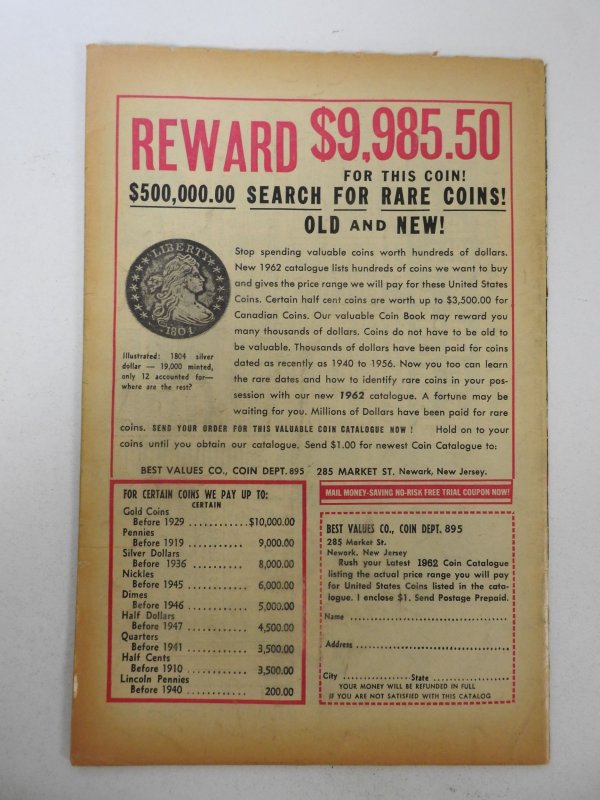 REWARD $9,985.50
FOR THIS COIN!
$500,000.00 SEARCH FOR RARE COINS!
OLD AND NEW!
LIBERTY
1804
Illustrated: 1804 silver
dollar — 19,000 minted,
only 12 accounted for—
where are the rest?
Stop spending valuable coins worth hundreds of dollars.
New 1962 catalogue lists hundreds of coins we want to buy
and gives the price range we will pay for these United States
Coins. Certain half cent coins are worth up to $3,500.00 for
Canadian Coins. Our valuable Coin Book may reward you
many thousands of dollars. Coins do not have to be old to
be valuable. Thousands of dollars have been paid for coins
dated as recently as 1940 to 1956. Now you too can learn
the rare dates and how to identify rare coins in your pos-
session with our new 1962 catalogue. A fortune may be
waiting for you. Millions of Dollars have been paid for rare
coins. SEND YOUR ORDER FOR THIS VALUABLE COIN CATALOGUE NOW ! Hold on to your
coins until you obtain our catalogue. Send $1.00 for newest Coin Catalogue to:
BEST VALUES CO., COIN DEPT. 895 285 MARKET ST. Newark, New Jersey.
FOR CERTAIN COINS WE PAY UP TO:
CERTAIN
Gold Coins
Before 1929 ............. $10,000.00
Pennies
Before 1919 ........... 9,000.00
Silver Dollars
Before 1936 ........... 8,000.00
Nickles
Before 1945 ........... 6,000.00
Dimes
Before 1946 ........... 5,000.00
Half Dollars
Before 1947 ........... 4,500.00
Quarters
Before 1941 ........... 3,500.00
Half Cents
Before 1910 ........... 3,500.00
Lincoln Pennies
Before 1940 ........... 200.00
MAIL MONEY-SAVING NO-RISK FREE TRIAL COUPON NOW!
BEST VALUES CO., COIN DEPT. 895
285 Market St.
Newark, New Jersey
Rush your Latest 1962 Coin Catalogue
listing the actual price range you will pay
for United States Coins listed in the cata-
logue. I enclose $1. Send Postage Prepaid.
Name ........................................
Address .....................................
City .................. State ..................
YOUR MONEY WILL BE REFUNDED IN FULL
IF YOU ARE NOT SATISFIED WITH THIS CATALOG